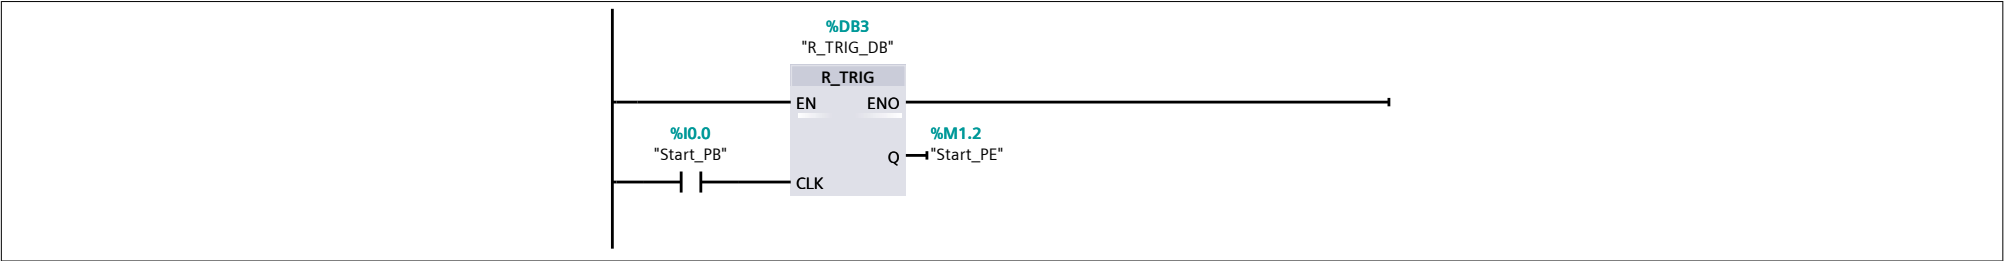 %DB3
"R_TRIG_DB"
R_TRIG
EN ENO
%I0.0 %M1.2
"Start_PB" Q "Start_PE"
CLK